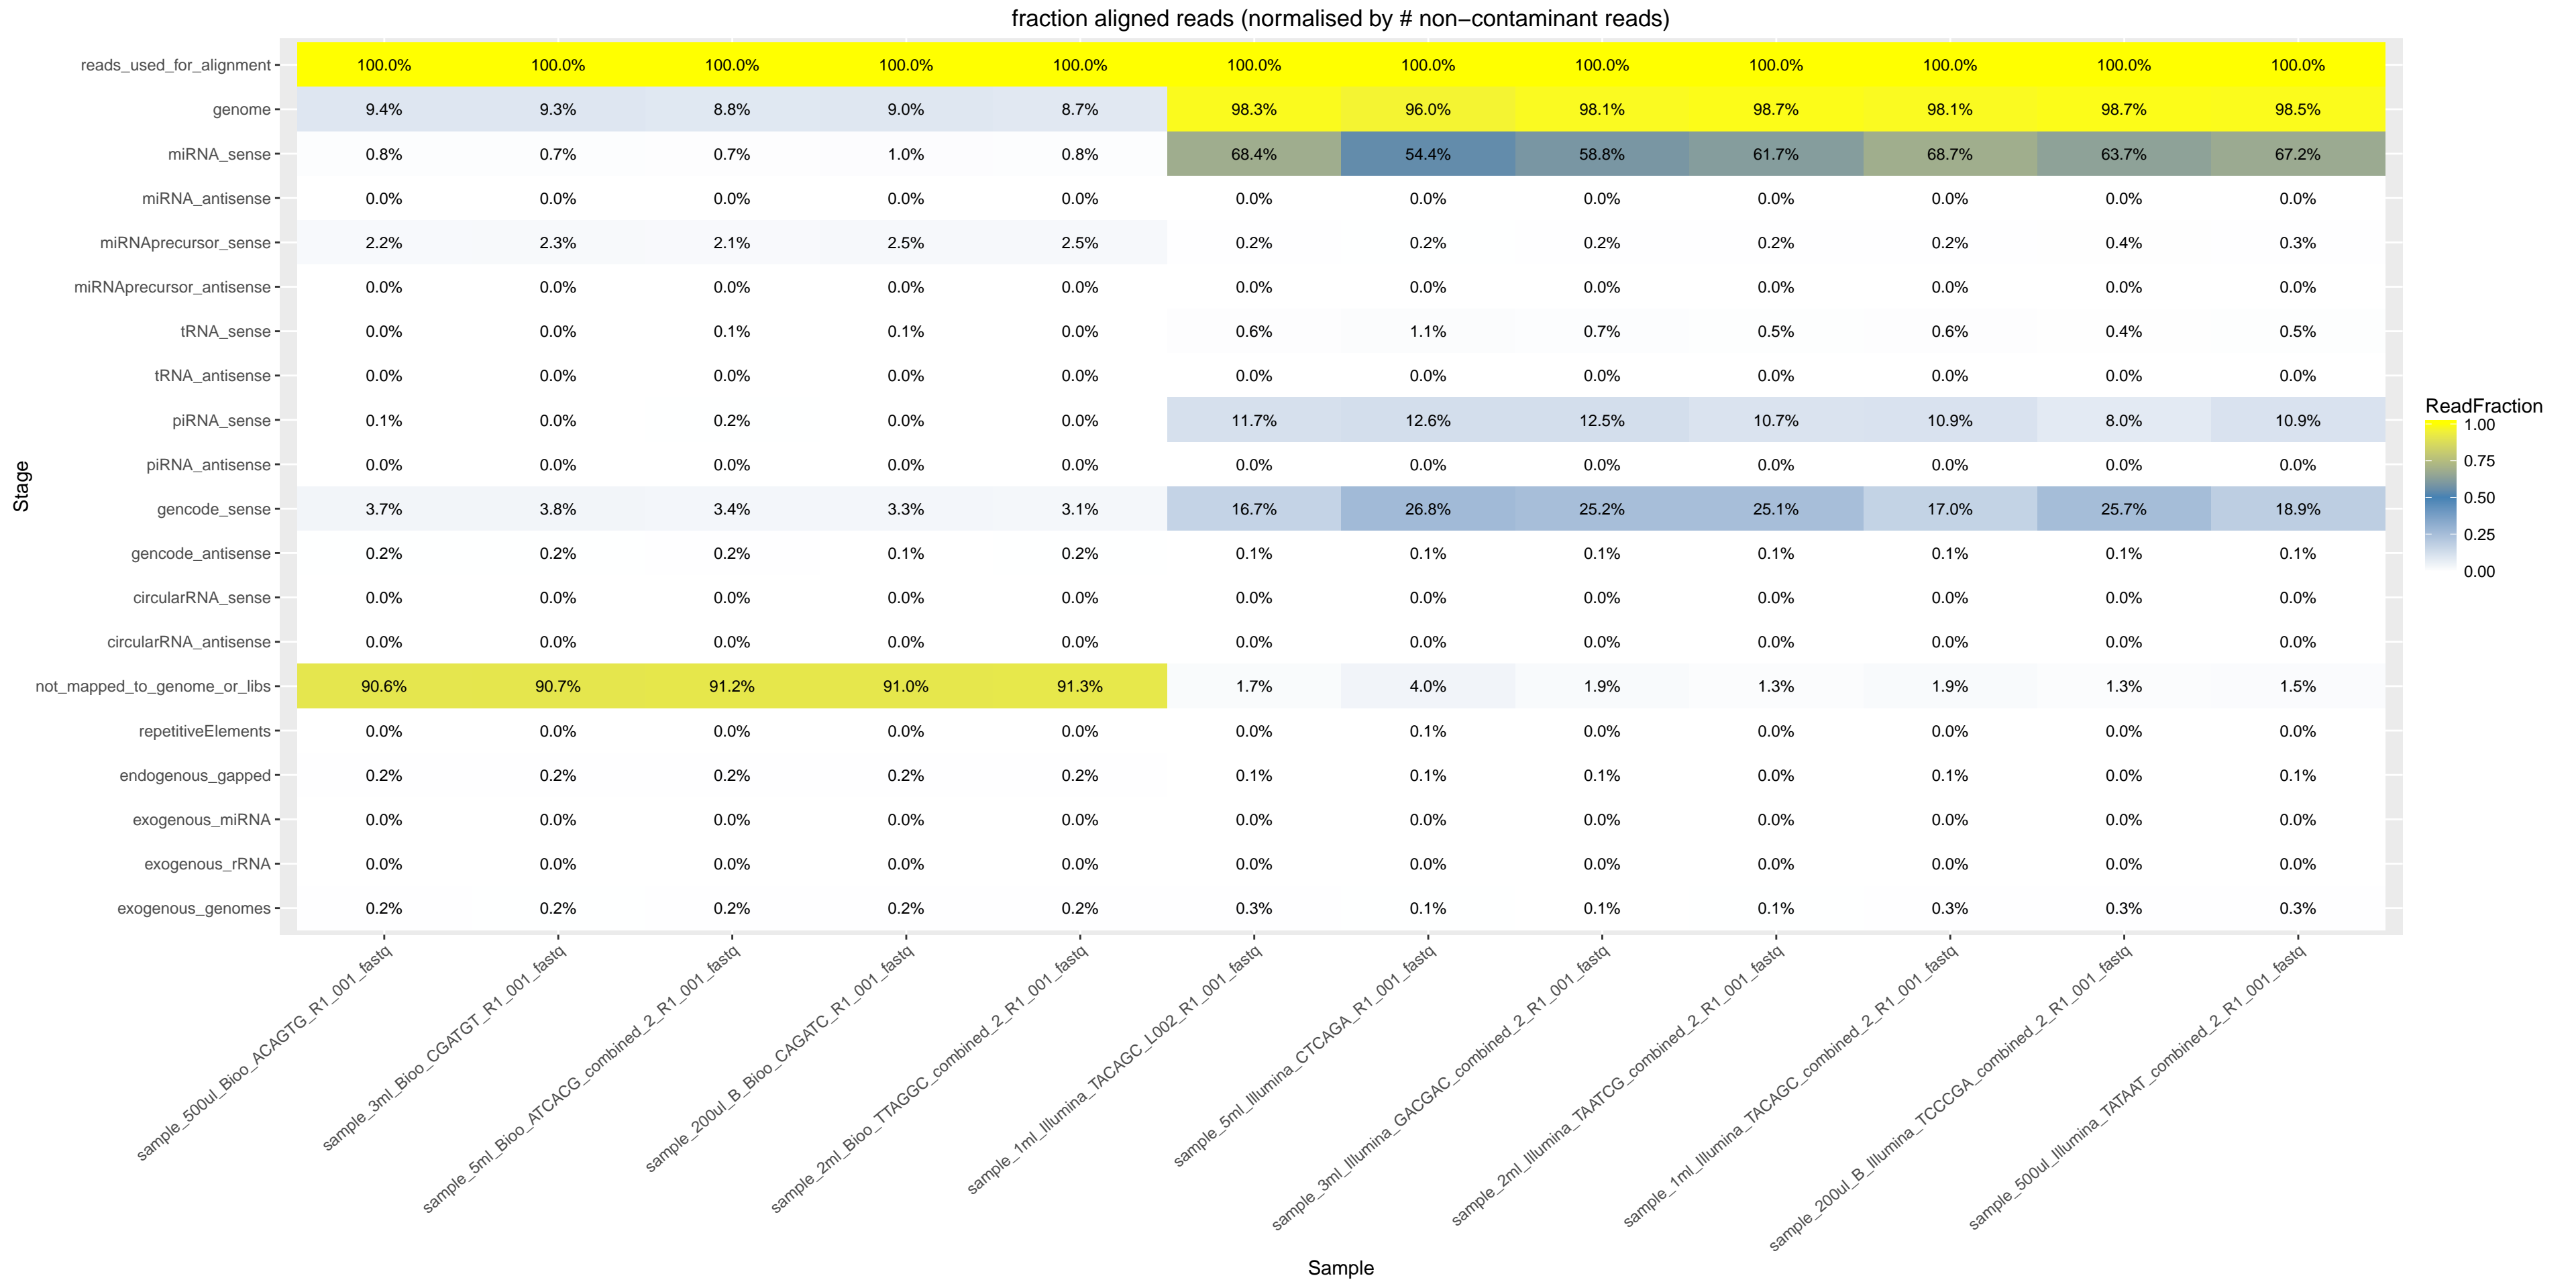 fraction aligned reads (normalised by # non−contaminant reads)
reads_used_for_alignment 100.0% 100.0% 100.0% 100.0% 100.0% 100.0% 100.0% 100.0% 100.0% 100.0% 100.0% 100.0%
genome 9.4% 9.3% 8.8% 9.0% 8.7% 98.3% 96.0% 98.1% 98.7% 98.1% 98.7% 98.5%
miRNA_sense 0.8% 0.7% 0.7% 1.0% 0.8% 68.4% 54.4% 58.8% 61.7% 68.7% 63.7% 67.2%
miRNA_antisense 0.0% 0.0% 0.0% 0.0% 0.0% 0.0% 0.0% 0.0% 0.0% 0.0% 0.0% 0.0%
miRNAprecursor_sense 2.2% 2.3% 2.1% 2.5% 2.5% 0.2% 0.2% 0.2% 0.2% 0.2% 0.4% 0.3%
miRNAprecursor_antisense 0.0% 0.0% 0.0% 0.0% 0.0% 0.0% 0.0% 0.0% 0.0% 0.0% 0.0% 0.0%
tRNA_sense 0.0% 0.0% 0.1% 0.1% 0.0% 0.6% 1.1% 0.7% 0.5% 0.6% 0.4% 0.5%
tRNA_antisense 0.0% 0.0% 0.0% 0.0% 0.0% 0.0% 0.0% 0.0% 0.0% 0.0% 0.0% 0.0%
piRNA_sense 0.1% 0.0% 0.2% 0.0% 0.0% 11.7% 12.6% 12.5% 10.7% 10.9% 8.0% 10.9%
piRNA_antisense 0.0% 0.0% 0.0% 0.0% 0.0% 0.0% 0.0% 0.0% 0.0% 0.0% 0.0% 0.0%
gencode_sense 3.7% 3.8% 3.4% 3.3% 3.1% 16.7% 26.8% 25.2% 25.1% 17.0% 25.7% 18.9%
gencode_antisense 0.2% 0.2% 0.2% 0.1% 0.2% 0.1% 0.1% 0.1% 0.1% 0.1% 0.1% 0.1%
circularRNA_sense 0.0% 0.0% 0.0% 0.0% 0.0% 0.0% 0.0% 0.0% 0.0% 0.0% 0.0% 0.0%
circularRNA_antisense 0.0% 0.0% 0.0% 0.0% 0.0% 0.0% 0.0% 0.0% 0.0% 0.0% 0.0% 0.0%
not_mapped_to_genome_or_libs 90.6% 90.7% 91.2% 91.0% 91.3% 1.7% 4.0% 1.9% 1.3% 1.9% 1.3% 1.5%
repetitiveElements 0.0% 0.0% 0.0% 0.0% 0.0% 0.0% 0.1% 0.0% 0.0% 0.0% 0.0% 0.0%
endogenous_gapped 0.2% 0.2% 0.2% 0.2% 0.2% 0.1% 0.1% 0.1% 0.0% 0.1% 0.0% 0.1%
exogenous_miRNA 0.0% 0.0% 0.0% 0.0% 0.0% 0.0% 0.0% 0.0% 0.0% 0.0% 0.0% 0.0%
exogenous_rRNA 0.0% 0.0% 0.0% 0.0% 0.0% 0.0% 0.0% 0.0% 0.0% 0.0% 0.0% 0.0%
exogenous_genomes 0.2% 0.2% 0.2% 0.2% 0.2% 0.3% 0.1% 0.1% 0.1% 0.3% 0.3% 0.3%
Stage
sample_500ul_Bioo_ACAGTG_R1_001_fastq
sample_3ml_Bioo_CGATGT_R1_001_fastq
sample_5ml_Bioo_ATCACG_combined_2_R1_001_fastq
sample_200ul_B_Bioo_CAGATC_R1_001_fastq
sample_2ml_Bioo_TTAGGC_combined_2_R1_001_fastq
sample_1ml_Illumina_TACAGC_L002_R1_001_fastq
sample_5ml_Illumina_CTCAGA_R1_001_fastq
sample_3ml_Illumina_GACGAC_combined_2_R1_001_fastq
sample_2ml_Illumina_TAATCG_combined_2_R1_001_fastq
sample_1ml_Illumina_TACAGC_combined_2_R1_001_fastq
sample_200ul_B_Illumina_TCCCGA_combined_2_R1_001_fastq
sample_500ul_Illumina_TATAAT_combined_2_R1_001_fastq
Sample
ReadFraction
1.00
0.75
0.50
0.25
0.00